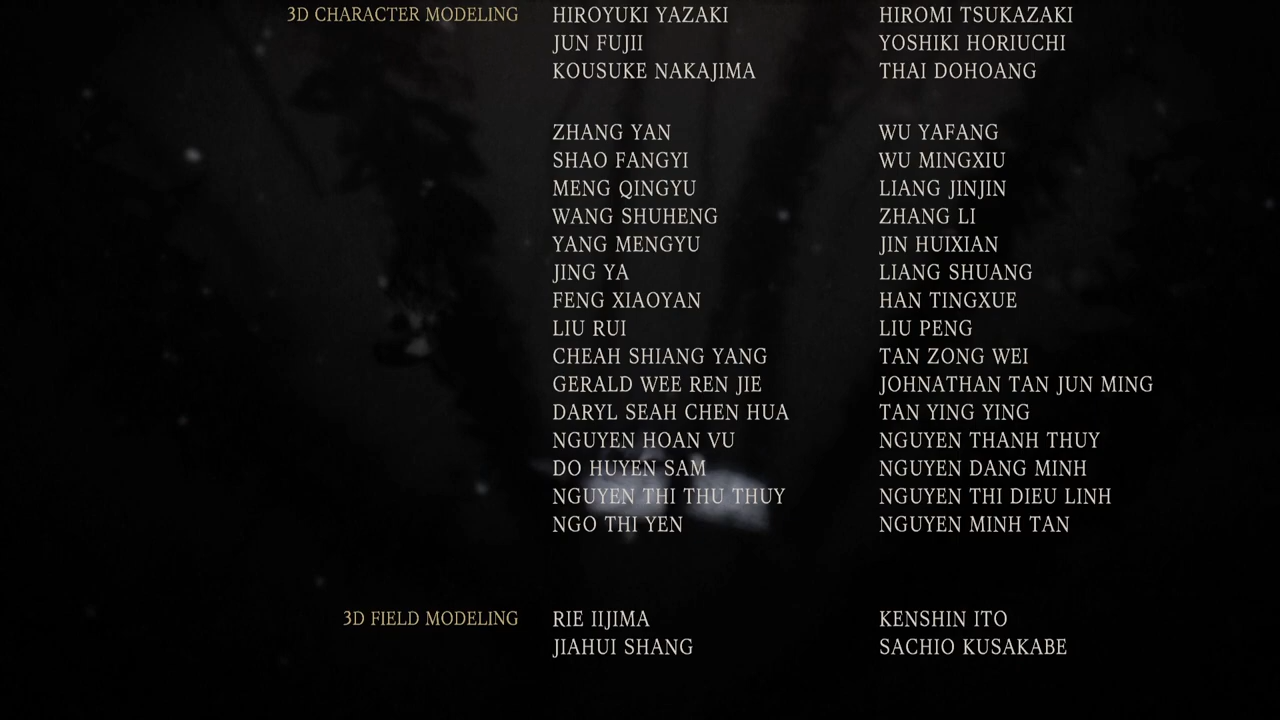 3D CHARACTER MODELING HIROYUKI YAZAKI HIROMI TSUKAZAKI
JUN FUJII YOSHIKI HORIUCHI
KOUSUKE NAKAJIMA THAI DOHOANG
ZHANG YAN WU YAFANG
SHAO FANGYI WU MINGXIU
MENG QINGYU LIANG JINJIN
WANG SHUHENG ZHANG LI
YANG MENGYU JIN HUIXIAN
JING YA LIANG SHUANG
FENG XIAOYAN HAN TINGXUE
LIU RUI LIU PENG
CHEAH SHIANG YANG TAN ZONG WEI
GERALD WEE REN JIE JOHNATHAN TAN JUN MING
DARYL SEAH CHEN HUA TAN YING YING
NGUYEN HOAN VU NGUYEN THANH THUY
DO HUYEN SAM NGUYEN DANG MINH
NGUYEN THI THU THUY NGUYEN THI DIEU LINH
NGO THI YEN NGUYEN MINH TAN
3D FIELD MODELING RIE IIJIMA KENSHIN ITO
JIAHUI SHANG SACHIO KUSAKABE